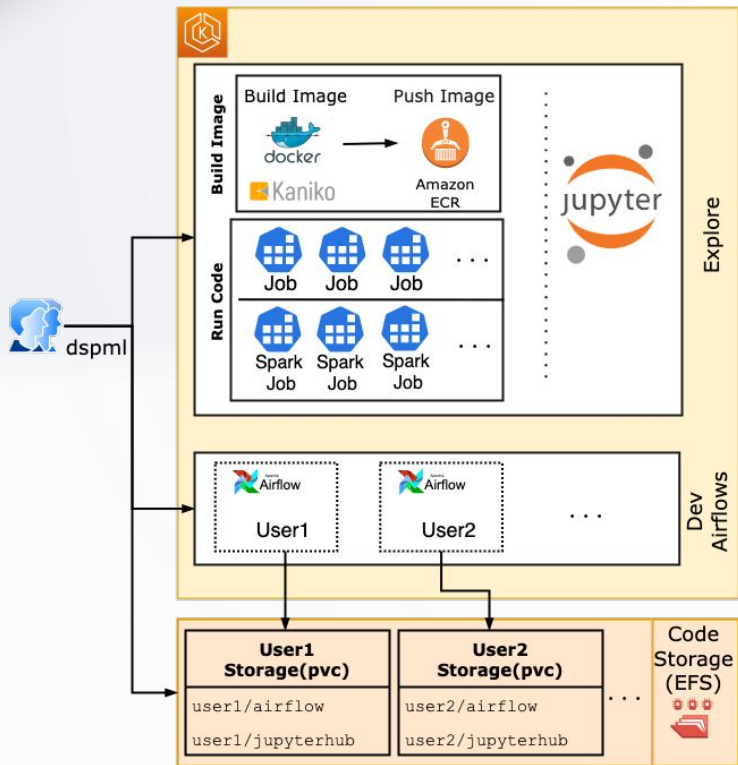 K
Build Image
Build Image
Push Image
docker
Kaniko
Amazon
ECR
jupyter
Explore
Run Code
Job
Job
Job
. . .
Spark
Job
Spark
Job
Spark
Job
. . .
dspml
Apache
Airflow
User1
Apache
Airflow
User2
. . .
Dev
Airflows
User1
Storage(pvc)
user1/airflow
user1/jupyterhub
User2
Storage(pvc)
user2/airflow
user2/jupyterhub
. . .
Code
Storage
(EFS)